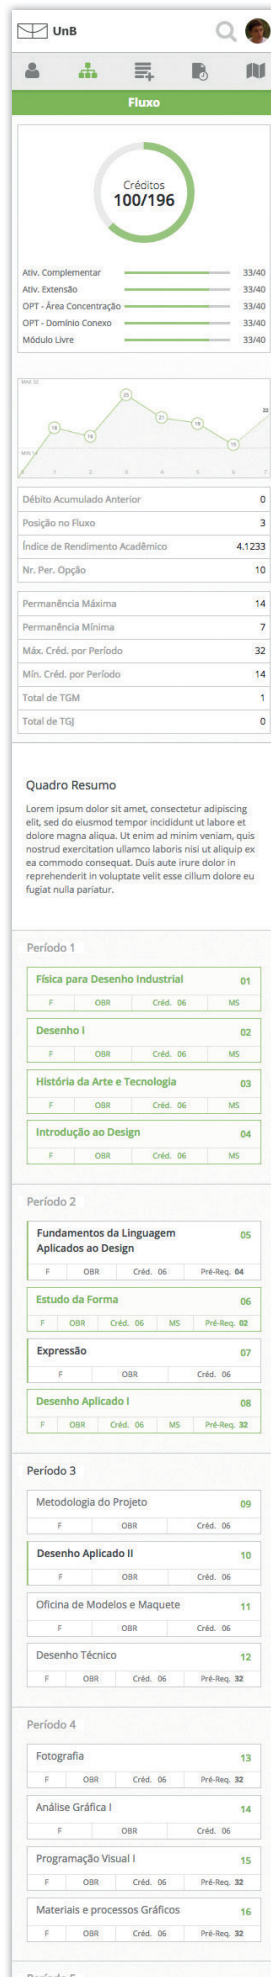 UnB
Fluxo
Créditos
100/196
Ativ. Complementar 33/40
Ativ. Extensão 33/40
OPT - Área Concentração 33/40
OPT - Domínio Conexo 33/40
Módulo Livre 33/40
MAX 32
25
21
18
16
19
15
22
MIN 14
0 1 2 3 4 5 6 7
Débito Acumulado Anterior 0
Posição no Fluxo 3
Índice de Rendimento Acadêmico 4.1233
Nr. Per. Opção 10
Permanência Máxima 14
Permanência Mínima 7
Máx. Créd. por Período 32
Mín. Créd. por Período 14
Total de TGM 1
Total de TGJ 0
Quadro Resumo
Lorem ipsum dolor sit amet, consectetur adipiscing
elit, sed do eiusmod tempor incididunt ut labore et
dolore magna aliqua. Ut enim ad minim veniam, quis
nostrud exercitation ullamco laboris nisi ut aliquip ex
ea commodo consequat. Duis aute irure dolor in
reprehenderit in voluptate velit esse cillum dolore eu
fugiat nulla pariatur.
Período 1
Física para Desenho Industrial 01
F OBR Créd. 06 MS
Desenho I 02
F OBR Créd. 06 MS
História da Arte e Tecnologia 03
F OBR Créd. 06 MS
Introdução ao Design 04
F OBR Créd. 06 MS
Período 2
Fundamentos da Linguagem 05
Aplicados ao Design
F OBR Créd. 06 Pré-Req. 04
Estudo da Forma 06
F OBR Créd. 06 MS Pré-Req. 02
Expressão 07
F OBR Créd. 06
Desenho Aplicado I 08
F OBR Créd. 06 MS Pré-Req. 32
Período 3
Metodologia do Projeto 09
F OBR Créd. 06
Desenho Aplicado II 10
F OBR Créd. 06
Oficina de Modelos e Maquete 11
F OBR Créd. 06
Desenho Técnico 12
F OBR Créd. 06 Pré-Req. 32
Período 4
Fotografia 13
F OBR Créd. 06 Pré-Req. 32
Análise Gráfica I 14
F OBR Créd. 06
Programação Visual I 15
F OBR Créd. 06 Pré-Req. 32
Materiais e processos Gráficos 16
F OBR Créd. 06 Pré-Req. 32